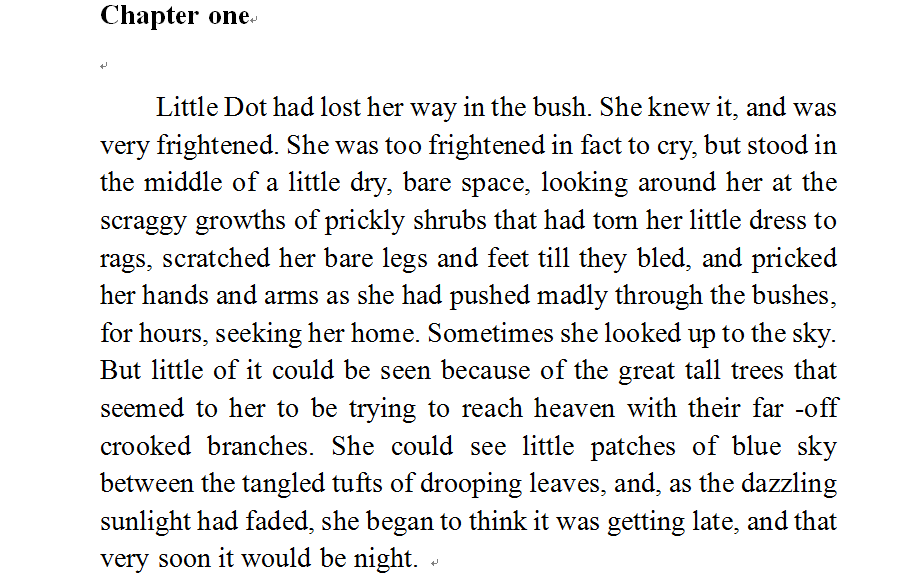 Chapter one
Little Dot had lost her way in the bush. She knew it, and was
very frightened. She was too frightened in fact to cry, but stood in
the middle of a little dry, bare space, looking around her at the
scraggy growths of prickly shrubs that had torn her little dress to
rags, scratched her bare legs and feet till they bled, and pricked
her hands and arms as she had pushed madly through the bushes,
for hours, seeking her home. Sometimes she looked up to the sky.
But little of it could be seen because of the great tall trees that
seemed to her to be trying to reach heaven with their far -off
crooked branches. She could see little patches of blue sky
between the tangled tufts of drooping leaves, and, as the dazzling
sunlight had faded, she began to think it was getting late, and that
very soon it would be night.